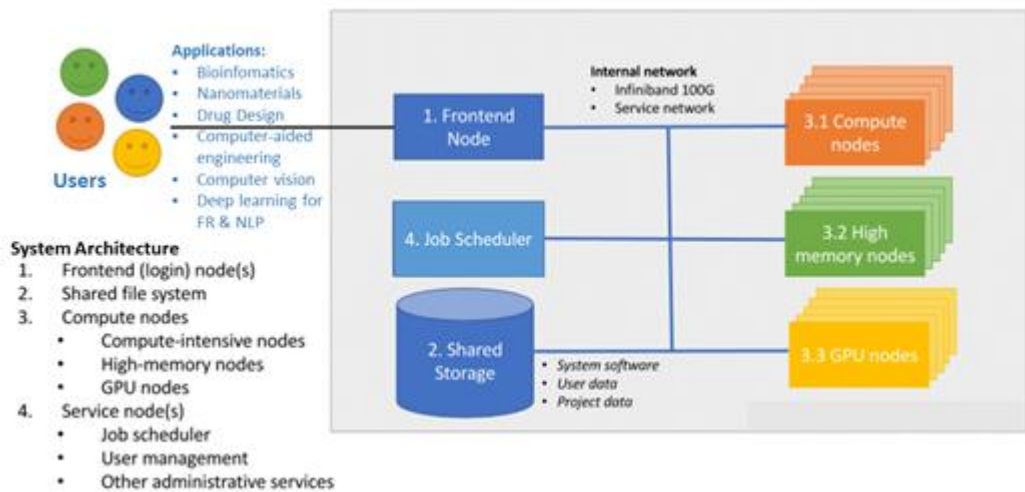 Applications:
• Bioinfomatics
• Nanomaterials
• Drug Design
• Computer-aided
engineering
• Computer vision
• Deep learning for
FR & NLP
Users
System Architecture
1. Frontend (login) node(s)
2. Shared file system
3. Compute nodes
• Compute-intensive nodes
• High-memory nodes
• GPU nodes
4. Service node(s)
• Job scheduler
• User management
• Other administrative services
Internal network
• Infiniband 100G
• Service network
1. Frontend
Node
4. Job Scheduler
2. Shared
Storage
• System software
• User data
• Project data
3.1 Compute
nodes
3.2 High
memory nodes
3.3 GPU nodes